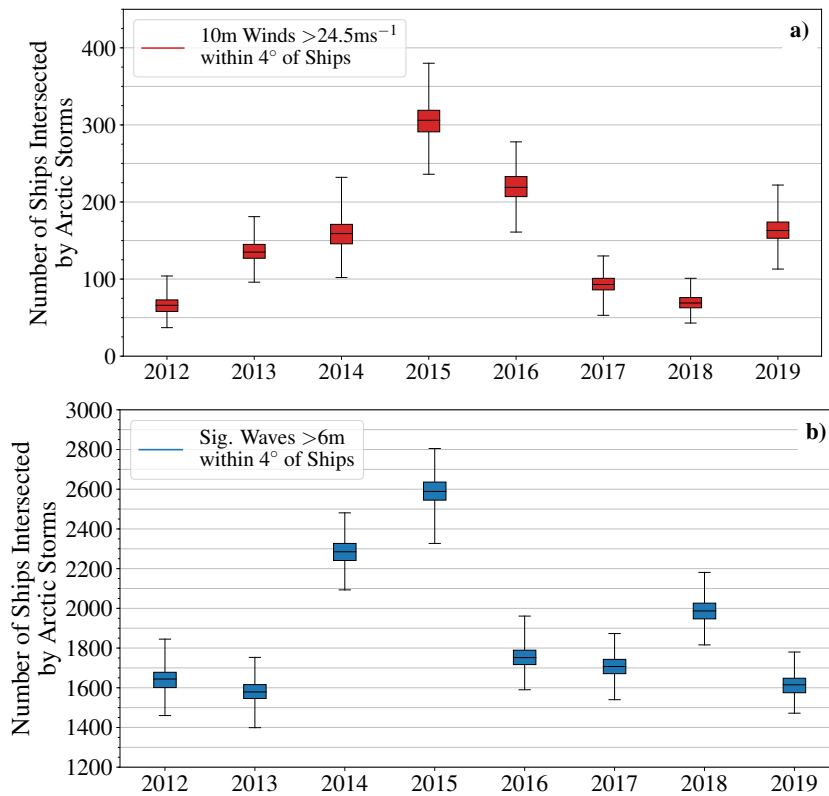 a)
10m Winds >24.5ms⁻¹
within 4° of Ships
Number of Ships Intersected
by Arctic Storms
400
300
200
100
0
2012 2013 2014 2015 2016 2017 2018 2019
b)
Sig. Waves >6m
within 4° of Ships
Number of Ships Intersected
by Arctic Storms
3000
2800
2600
2400
2200
2000
1800
1600
1400
1200
2012 2013 2014 2015 2016 2017 2018 2019